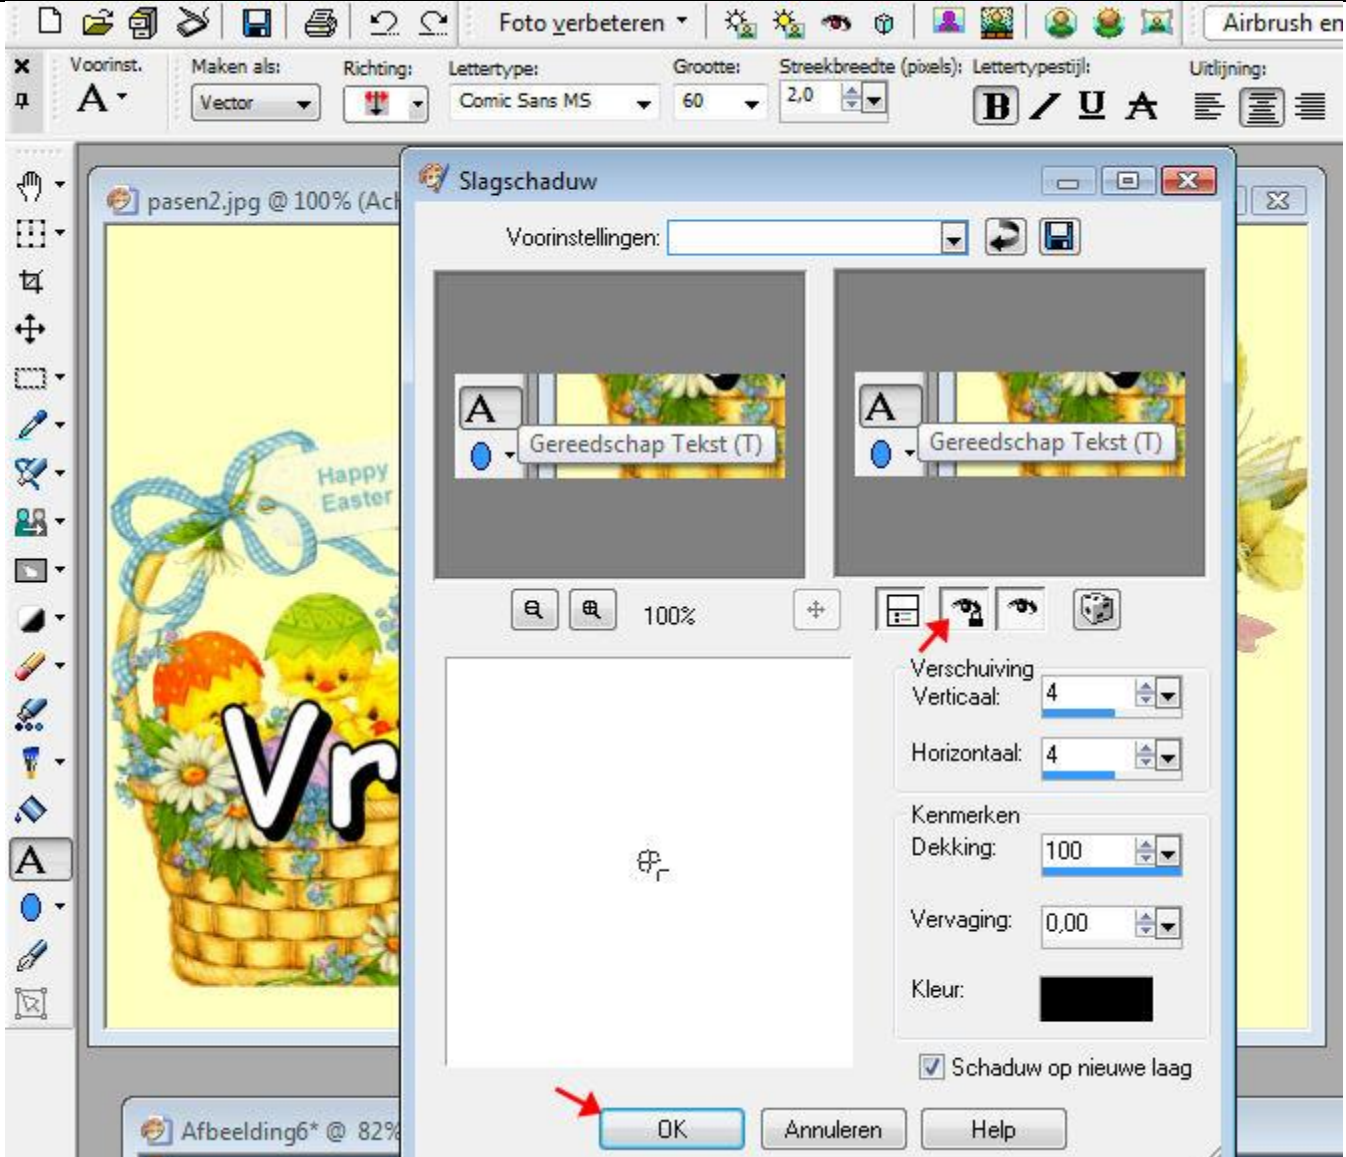 Foto verbeteren
Airbrush en
Voorinst.
Maken als:
Richting:
Lettertype:
Grootte:
Streekbreedte (pixels):
Lettertypestijl:
Uitlijning:
A
Vector
Comic Sans MS
60
2,0
B I U A
Slagschaduw
pasen2.jpg @ 100% (Ach
Voorinstellingen:
A
Gereedschap Tekst (T)
A
Gereedschap Tekst (T)
Happy
Easter
100%
Verschuiving
Verticaal: 4
Horizontaal: 4
Vr
Kenmerken
Dekking: 100
A
Vervaging: 0,00
Kleur:
Schaduw op nieuwe laag
OK
Annuleren
Help
Afbeelding6* @ 82%